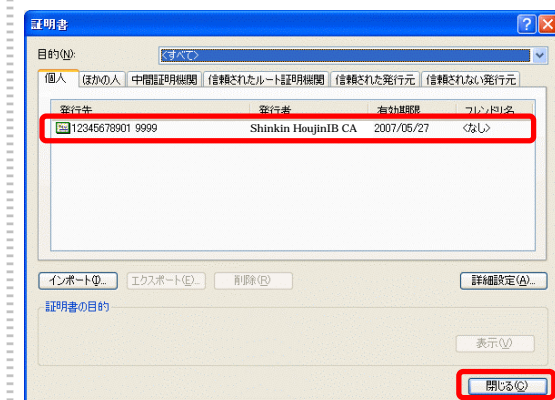 証明書
目的(N): <すべて>
個人 ほかの人 中間証明機関 信頼されたルート証明機関 信頼された発行元 信頼されない発行元
発行先 発行者 有効期限 フレンドリ名
12345678901 9999 Shinkin HoujinIB CA 2007/05/27 <なし>
インポート(I)... エクスポート(E)... 削除(R) 詳細設定(A)...
証明書の目的
表示(V)
閉じる(C)